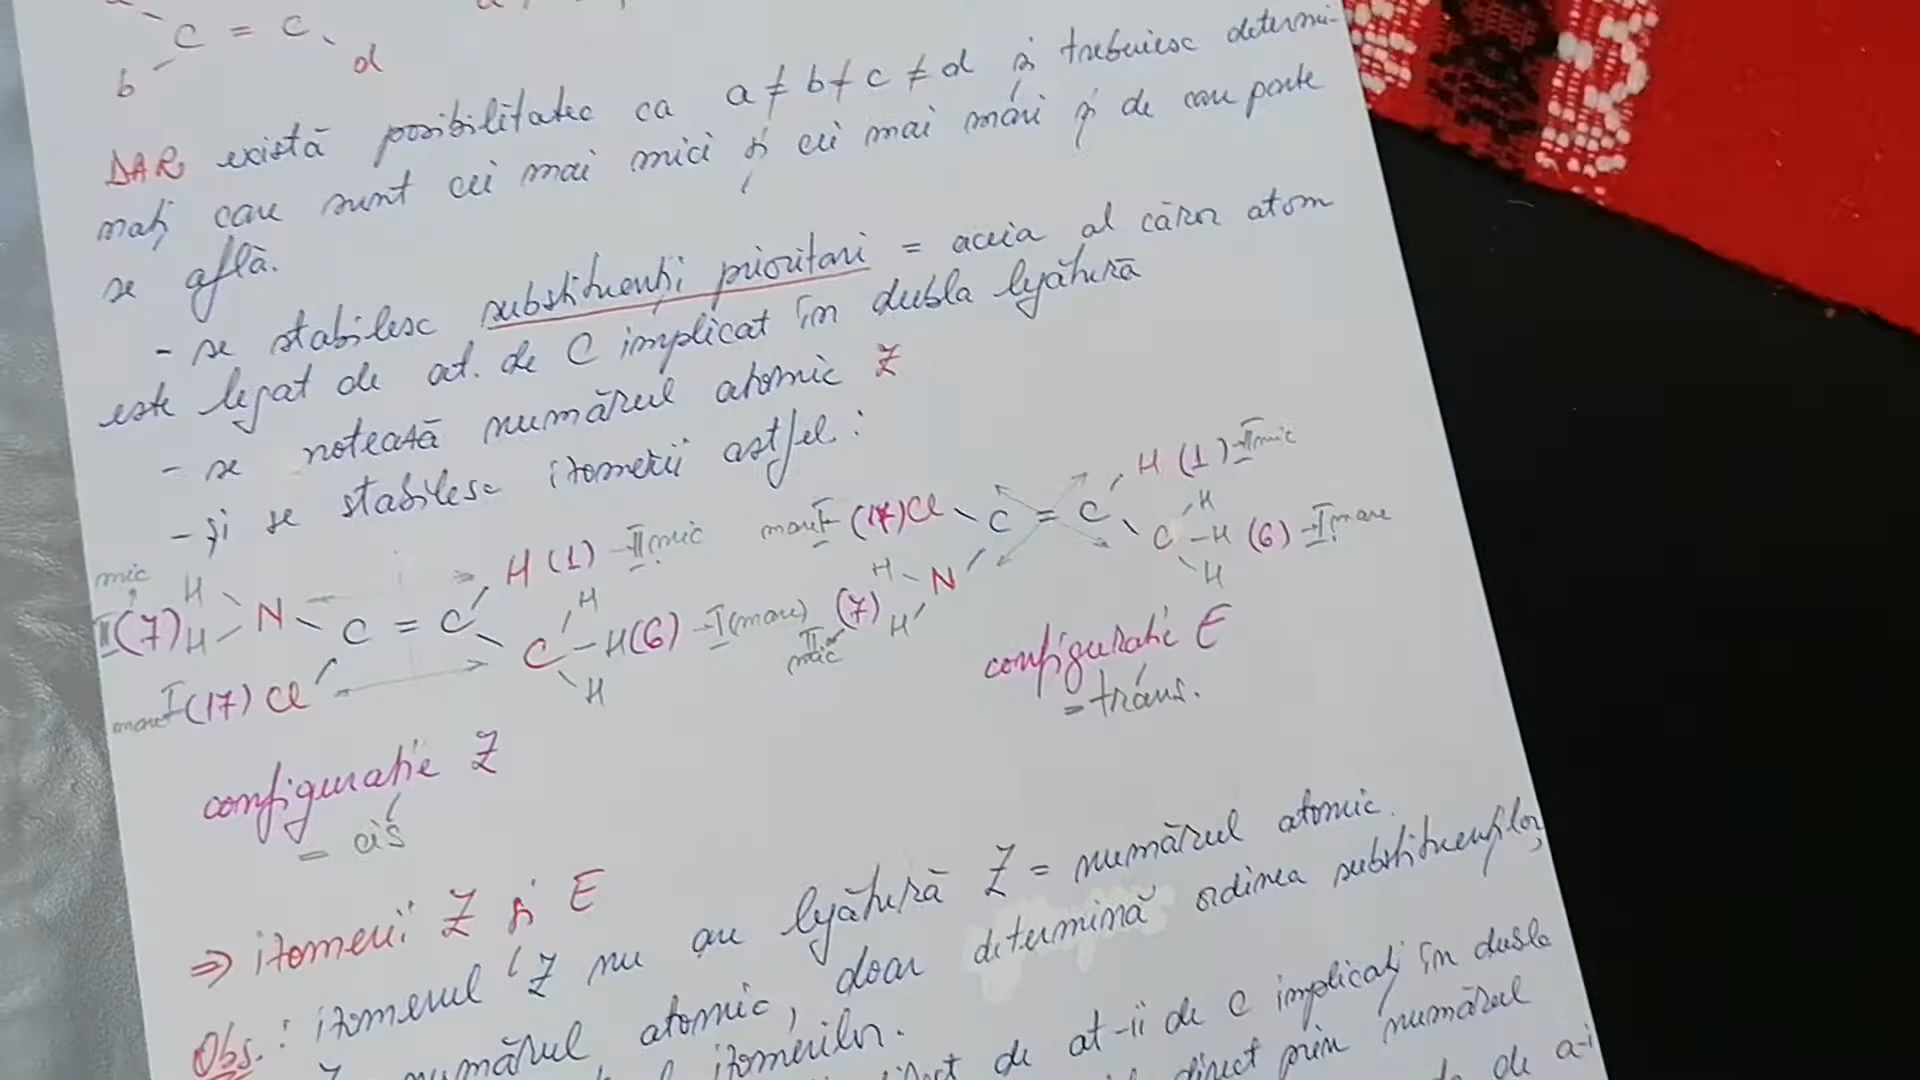 C = C
b d
DAR există posibilitatea ca a ≠ b ≠ c ≠ d și trebuiesc determi-
nați care sunt cei mai mici și cei mai mari și de care parte
se află.
- se stabilesc substituenți prioritari = aceia al căror atom
este legat de at. de C implicat în dubla legătură
- se notează numărul atomic Z
- și se stabilesc izomerii astfel:
mic II (7) H H N C = C H (1) - II mic
mare I (17) Cl C H - H (6) - I (mare) H
mare I (17) Cl C = C H (1) - II mic
II mic (7) H H N C H - H (6) - I mare H
configurație Z
= cis
configurație E
= trans.
⇒ izomerii Z și E
Obs.: izomerul Z nu are legătură Z = numărul atomic.
numărul atomic, doar determină ordinea substituenților,
izomerilor.
de at-ii de C implicați în dubla
direct prin numărul
de a-i